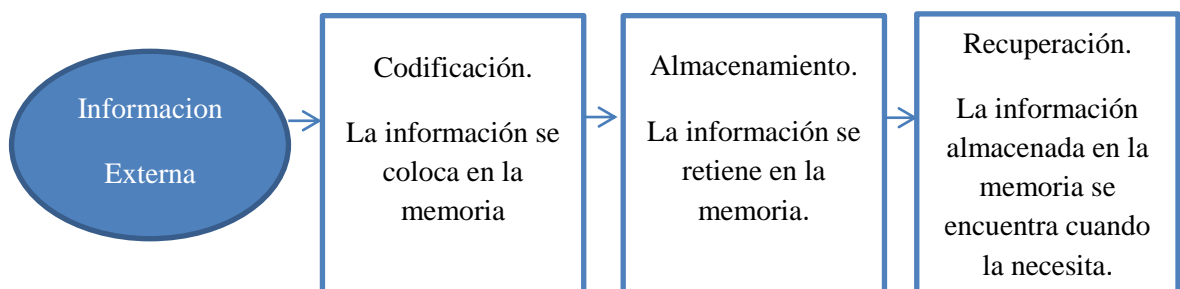 Informacion
Externa
Codificación.
La información se
coloca en la
memoria
Almacenamiento.
La información se
retiene en la
memoria.
Recuperación.
La información
almacenada en la
memoria se
encuentra cuando
la necesita.